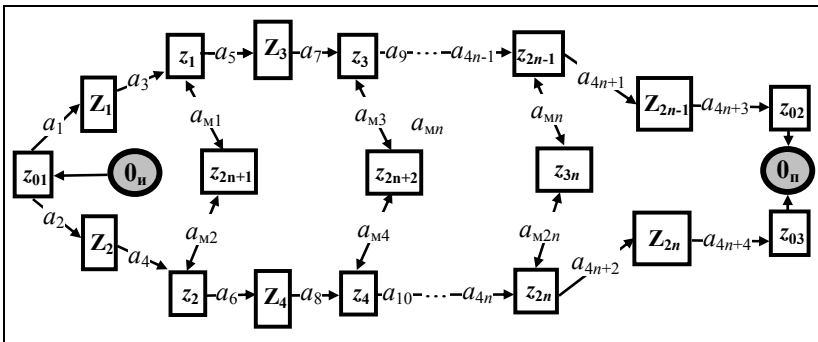 z₁ a₅ Z₃ a₇ z₃ a₉ ..... a₄ₙ₋₁ z₂ₙ₋₁
a₃ a₄ₙ₊₁
Z₁ Z₂ₙ₋₁ a₄ₙ₊₃ z₀₂
a₁ aм₁ aм₃ aмn aмn
z₀₁ 0и z₂ₙ₊₁ z₂ₙ₊₂ z₃ₙ 0п
a₂ aм₂ aм₄ aм₂ₙ
Z₂ a₄ Z₂ₙ a₄ₙ₊₄ z₀₃
a₄ₙ₊₂
z₂ a₆ Z₄ a₈ z₄ a₁₀ ... a₄ₙ z₂ₙ